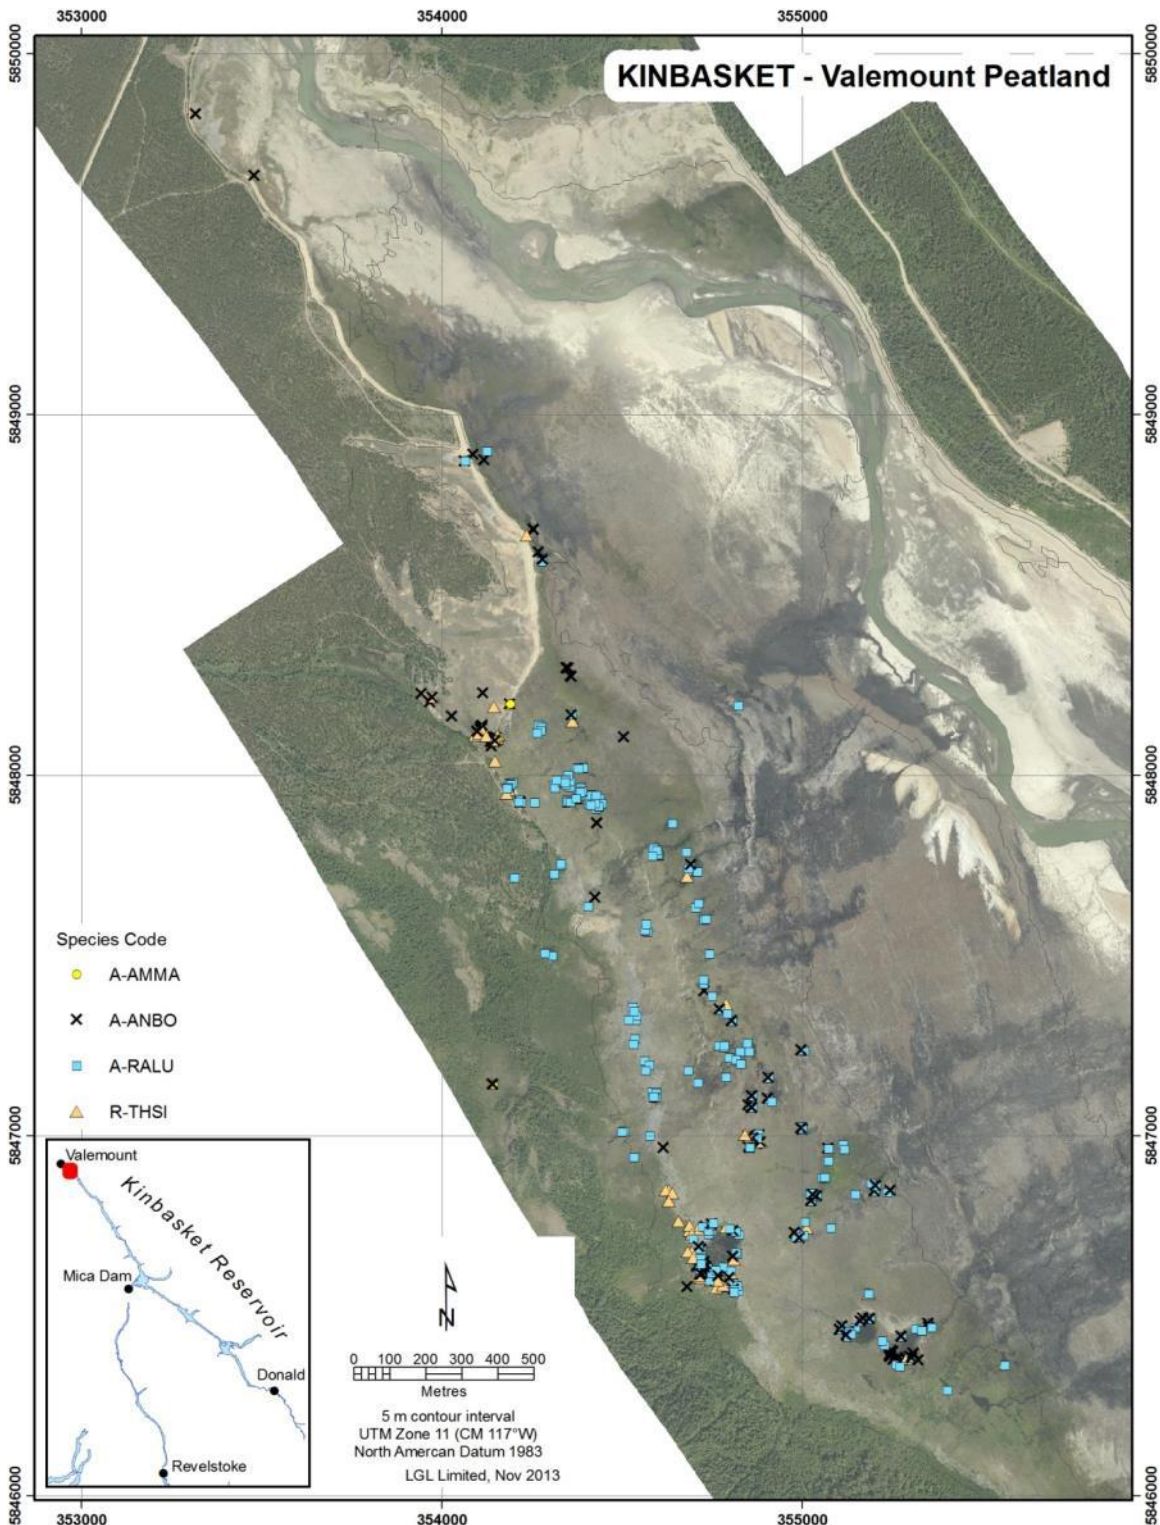 353000
354000
355000
5850000
5850000
KINBASKET - Valemount Peatland
5849000
5849000
5848000
5848000
Species Code
A-AMMA
A-ANBO
A-RALU
R-THSI
5847000
5847000
Valemount
Kinbasket Reservoir
Mica Dam
Donald
Revelstoke
N
0 100 200 300 400 500
Metres
5 m contour interval
UTM Zone 11 (CM 117°W)
North Amercan Datum 1983
LGL Limited, Nov 2013
5846000
5846000
353000
354000
355000